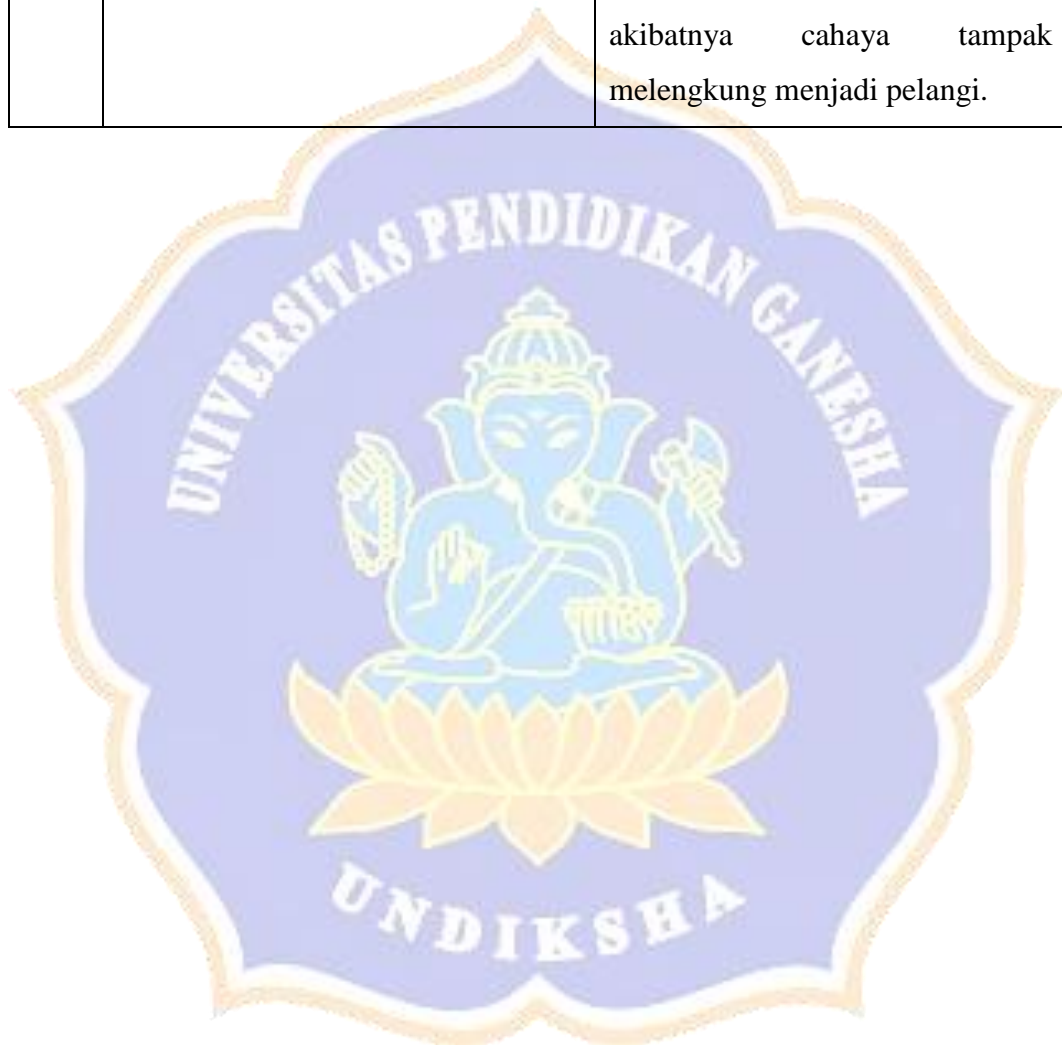 akibatnya cahaya tampak
melengkung menjadi pelangi.
UNIVERSITAS PENDIDIKAN GANESHA
UNDIKSHA